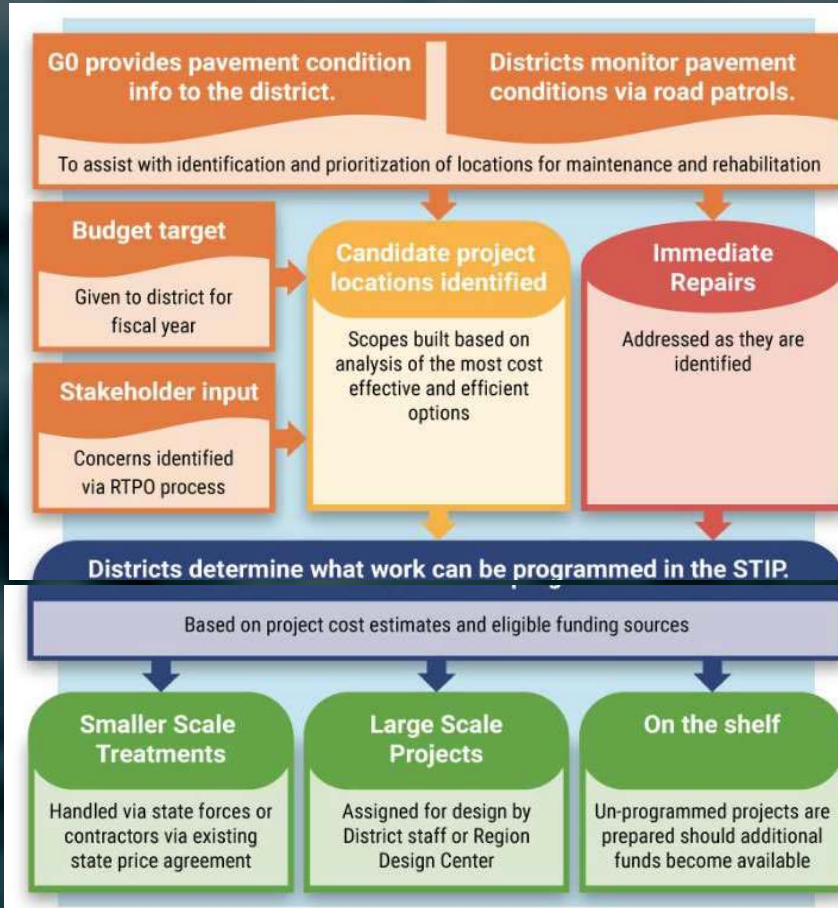 GO provides pavement condition
info to the district.
Districts monitor pavement
conditions via road patrols.
To assist with identification and prioritization of locations for maintenance and rehabilitation
Budget target
Given to district for
fiscal year
Stakeholder input
Concerns identified
via RTPO process
Candidate project
locations identified
Scopes built based on
analysis of the most cost
effective and efficient
options
Immediate
Repairs
Addressed as they are
identified
Districts determine what work can be programmed in the STIP.
Based on project cost estimates and eligible funding sources
Smaller Scale
Treatments
Handled via state forces or
contractors via existing
state price agreement
Large Scale
Projects
Assigned for design by
District staff or Region
Design Center
On the shelf
Un-programmed projects are
prepared should additional
funds become available